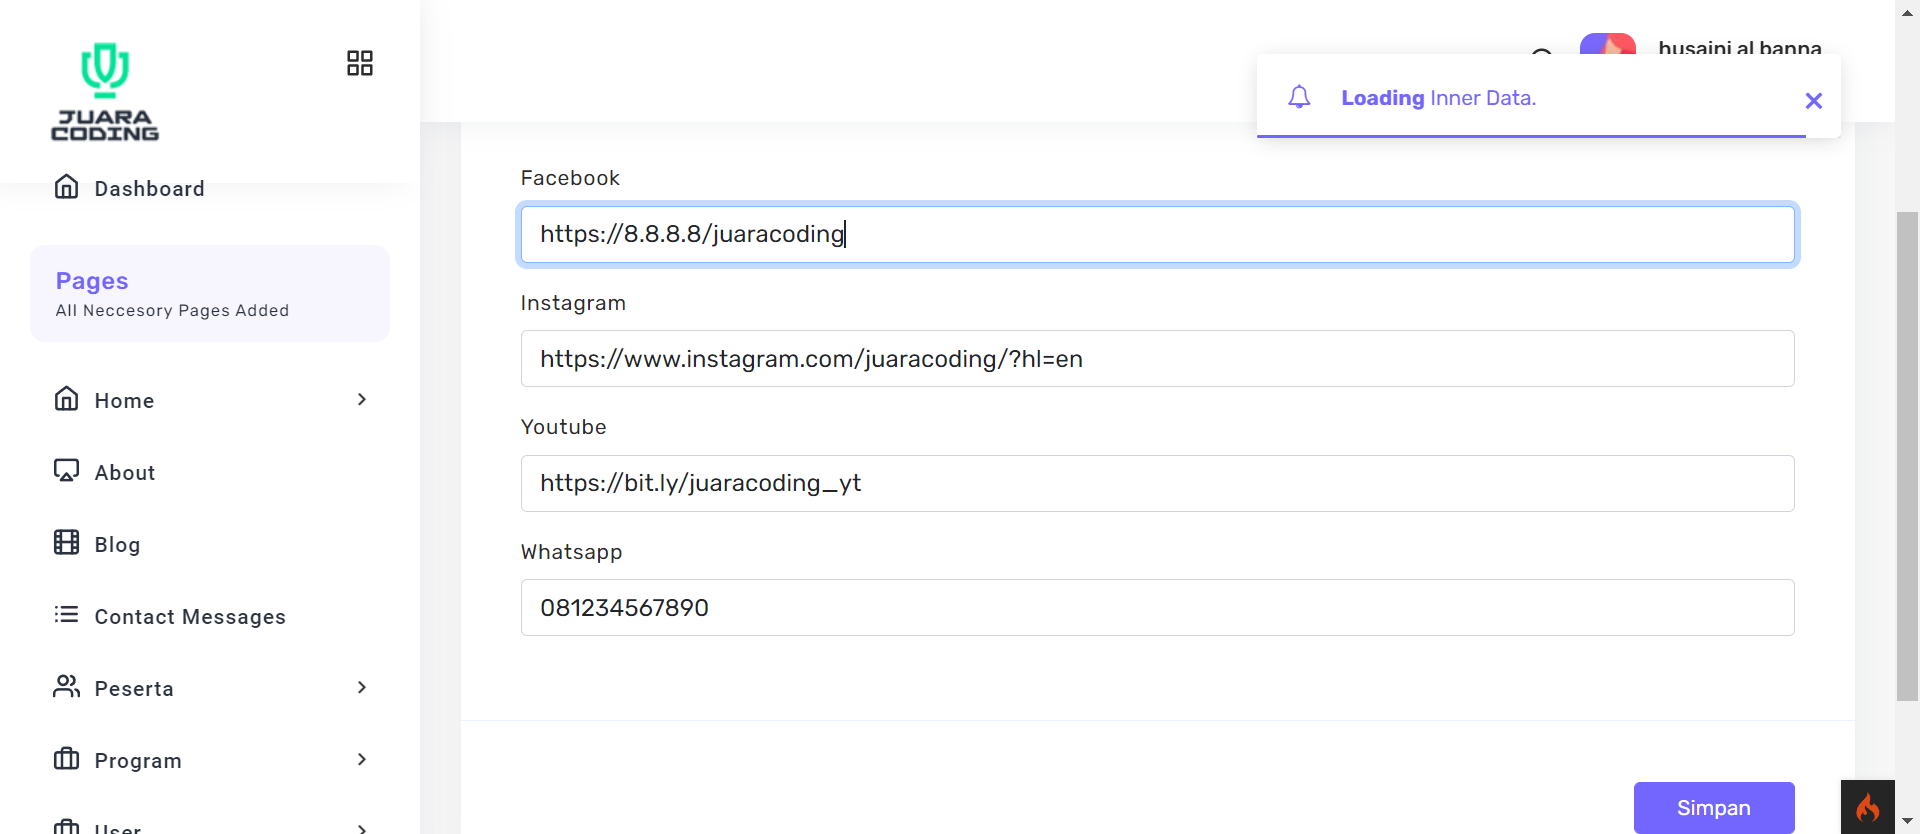 JUARA
CODING
Dashboard
Pages
All Neccesory Pages Added
Home
About
Blog
Contact Messages
Peserta
Program
User
husaini al banna
Loading Inner Data.
Facebook
https://8.8.8.8/juaracoding
Instagram
https://www.instagram.com/juaracoding/?hl=en
Youtube
https://bit.ly/juaracoding_yt
Whatsapp
081234567890
Simpan